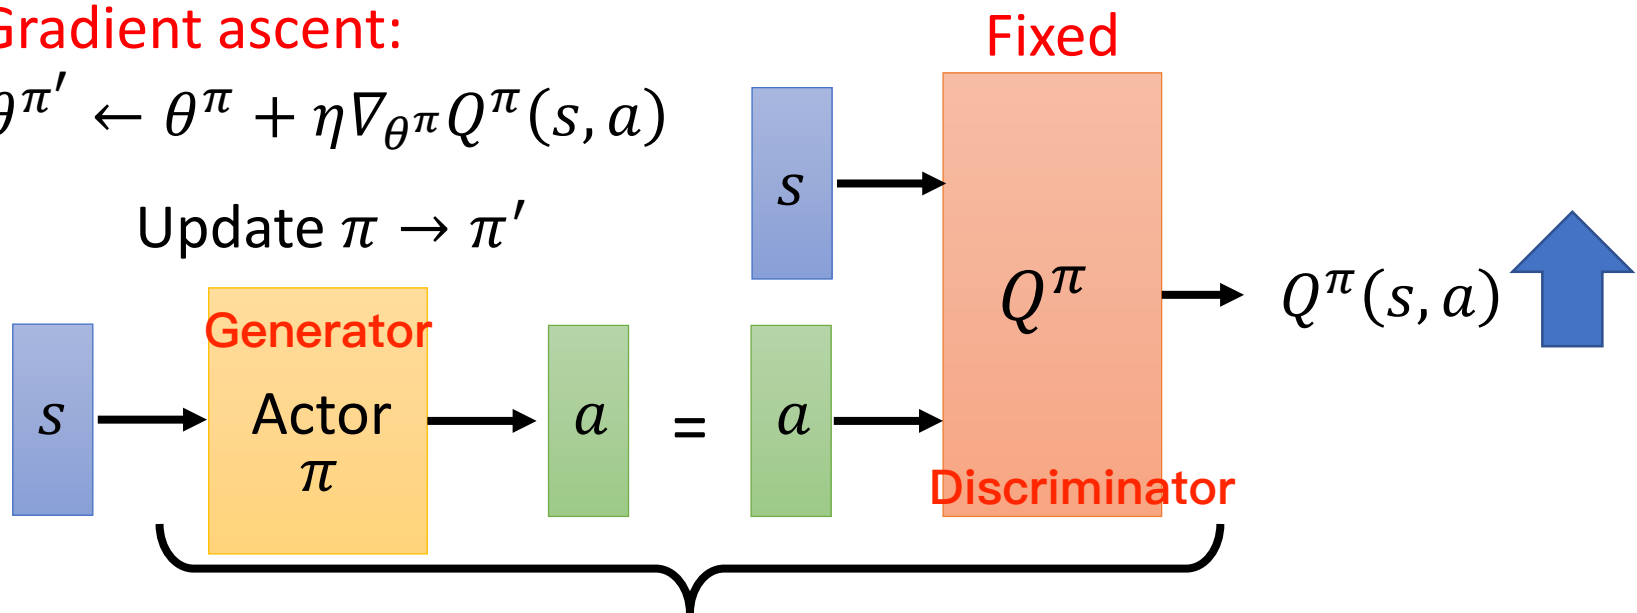 Gradient ascent:
θ^π′ ← θ^π + η∇_θ^π Q^π(s, a)
Update π → π′
Fixed
s
Q^π
Q^π(s, a)
s
Generator
Actor
π
a
=
a
Discriminator